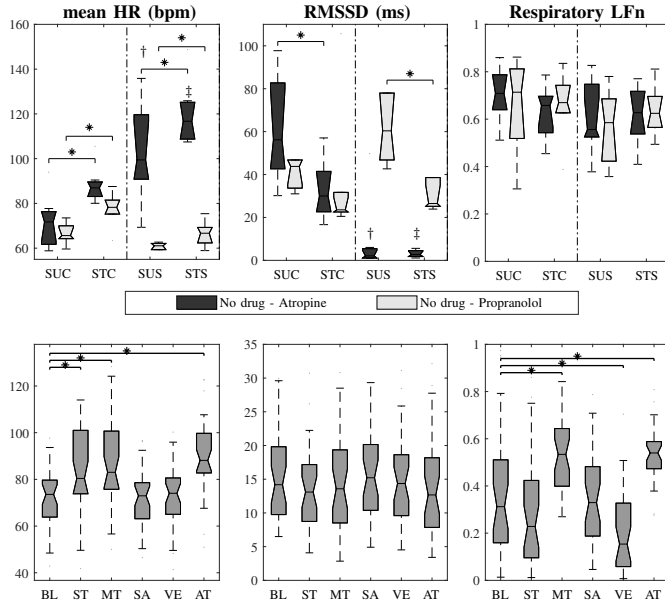 mean HR (bpm) RMSSD (ms) Respiratory LFn
160 100 1
140 80 0.8
120 60 0.6
100 40 0.4
80 20 0.2
60 0 0
* * * * * * †  ‡ † ‡
SUC STC SUS STS SUC STC SUS STS SUC STC SUS STS
No drug - Atropine No drug - Propranolol
120 35 1
100 30 0.8
80 25 0.6
60 20 0.4
40 15 0.2
10 0
5
0
* * * * * *
BL ST MT SA VE AT BL ST MT SA VE AT BL ST MT SA VE AT